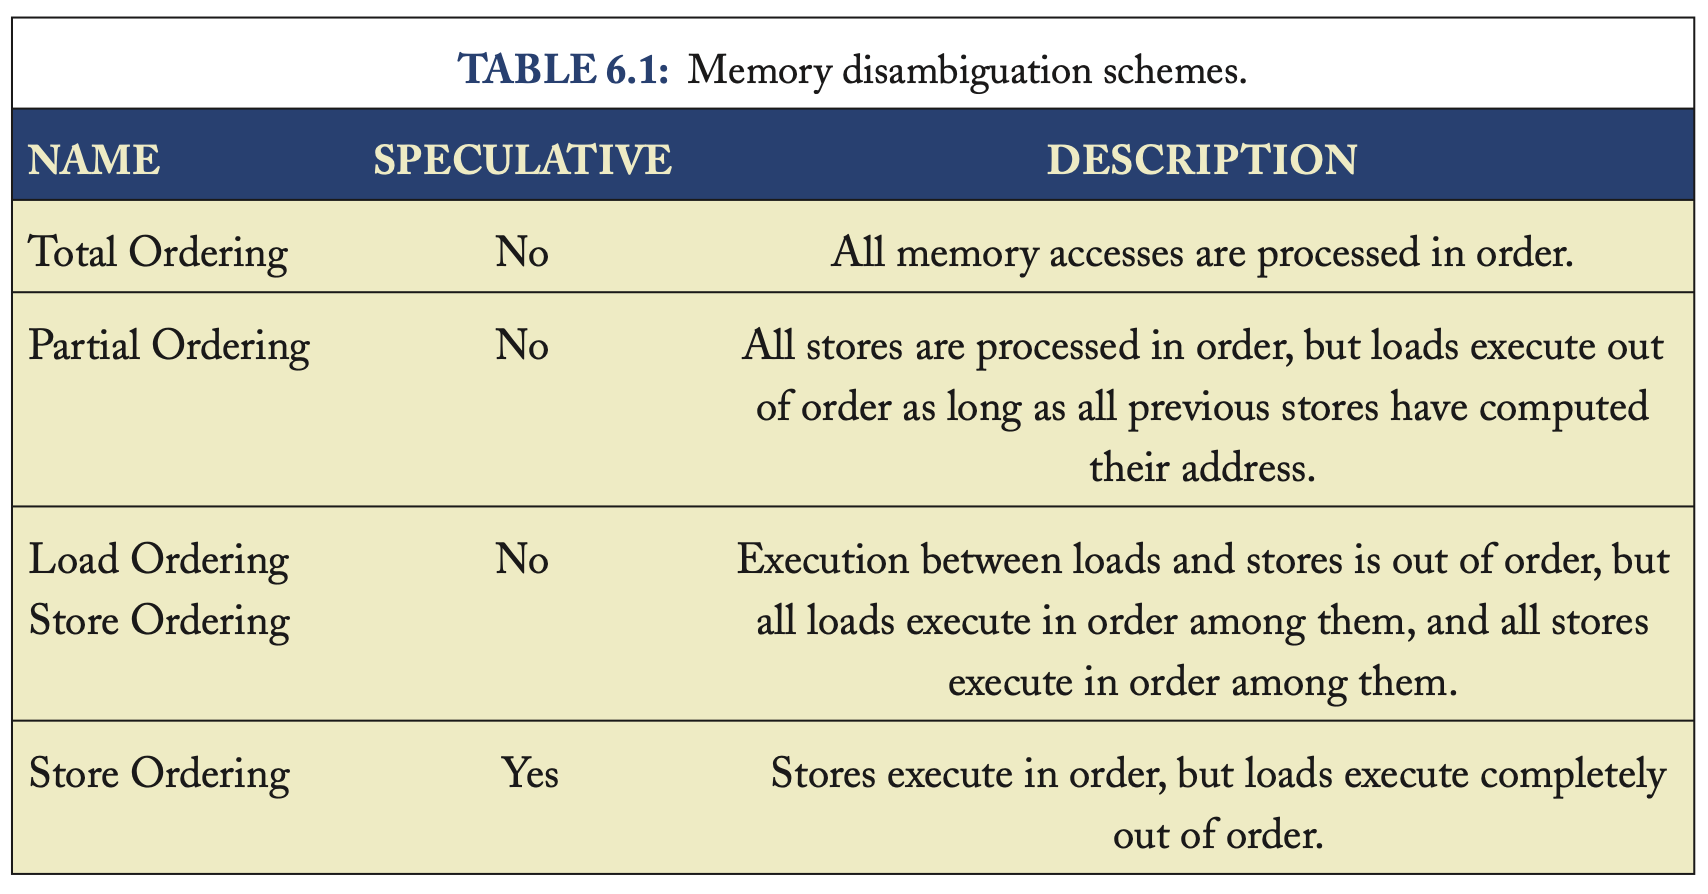 TABLE 6.1: Memory disambiguation schemes.
NAME SPECULATIVE DESCRIPTION
Total Ordering No All memory accesses are processed in order.
Partial Ordering No All stores are processed in order, but loads execute out
of order as long as all previous stores have computed
their address.
Load Ordering No Execution between loads and stores is out of order, but
Store Ordering all loads execute in order among them, and all stores
execute in order among them.
Store Ordering Yes Stores execute in order, but loads execute completely
out of order.